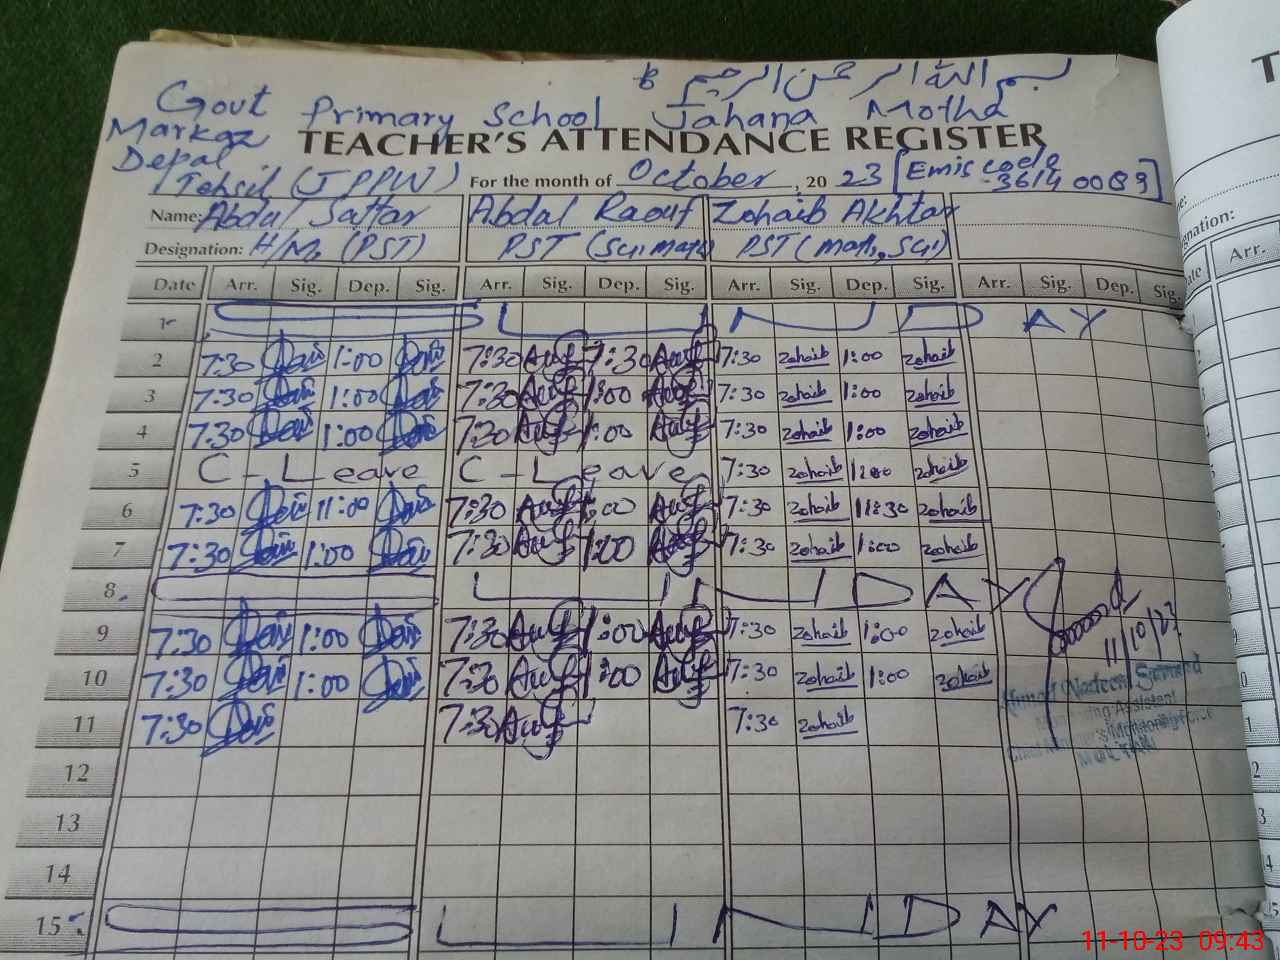 بسم اللہ الرحمن الرحیم
Govt Primary School Jahana Motha
Markaz
Depal
TEACHER'S ATTENDANCE REGISTER
Tehsil (JPPW) For the month of October, 20 23 [Emis code 36140089]
Name: Abdul Sattar Abdul Raouf Zohaib Akhtar
Designation: H/M, (PST) PST (Sci, math) PST (math, Sci)
Date Arr. Sig. Dep. Sig. Arr. Sig. Dep. Sig. Arr. Sig. Dep. Sig. Arr. Sig. Dep. Sig.
1 SUNDAY
2 7:30 1:00 7:30 7:30 7:30 zohaib 1:00 zohaib
3 7:30 1:00 7:30 1:00 7:30 zohaib 1:00 zohaib
4 7:30 1:00 7:30 1:00 7:30 zohaib 1:00 zohaib
5 C-Leave C-Leave 7:30 zohaib 1:00 zohaib
6 7:30 11:00 7:30 7:30 zohaib 11:30 zohaib
7 7:30 1:00 7:30 1:00 7:30 zohaib 1:00 zohaib
8 SUNDAY
9 7:30 1:00 7:30 1:00 7:30 zohaib 1:00 zohaib
10 7:30 1:00 7:30 1:00 7:30 zohaib 1:00 zohaib
11/10/23
11 7:30 7:30 7:30 zohaib
12
13
14
15 SUNDAY
11-10-23 09:43